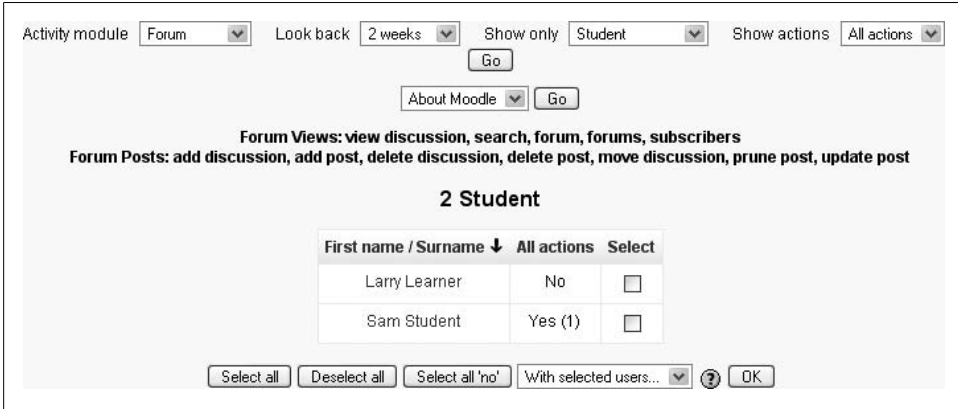 Activity module Forum Look back 2 weeks Show only Student Show actions All actions
Go
About Moodle Go
Forum Views: view discussion, search, forum, forums, subscribers
Forum Posts: add discussion, add post, delete discussion, delete post, move discussion, prune post, update post
2 Student
First name / Surname ↓ All actions Select
Larry Learner No
Sam Student Yes (1)
Select all Deselect all Select all 'no' With selected users... ? OK